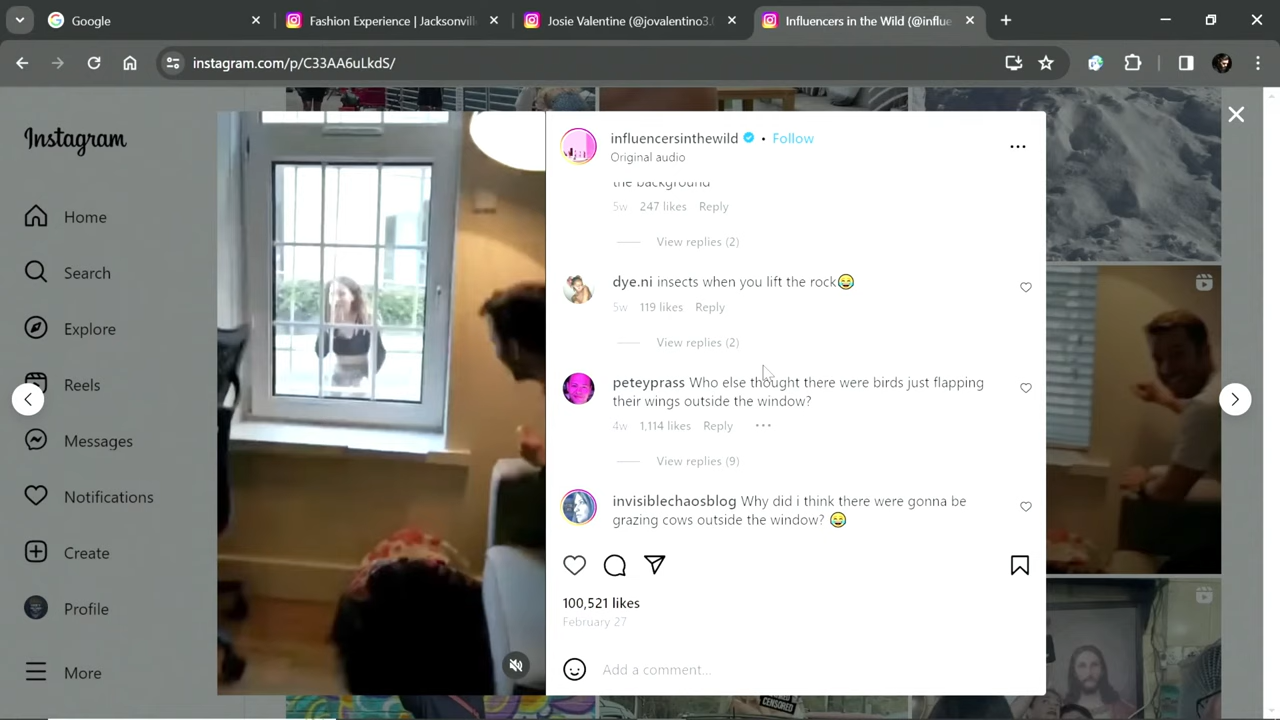 Google
Fashion Experience | Jacksonvill
Josie Valentine (@jovalentino3.
Influencers in the Wild (@influe
instagram.com/p/C33AA6uLkdS/
Instagram
Home
Search
Explore
Reels
Messages
Notifications
Create
Profile
More
influencersinthewild • Follow
Original audio
the background
5w 247 likes Reply
View replies (2)
dye.ni insects when you lift the rock😂
5w 119 likes Reply
View replies (2)
peteyprass Who else thought there were birds just flapping
their wings outside the window?
4w 1,114 likes Reply
View replies (9)
invisiblechaosblog Why did i think there were gonna be
grazing cows outside the window? 😂
100,521 likes
February 27
Add a comment...
CENSORED